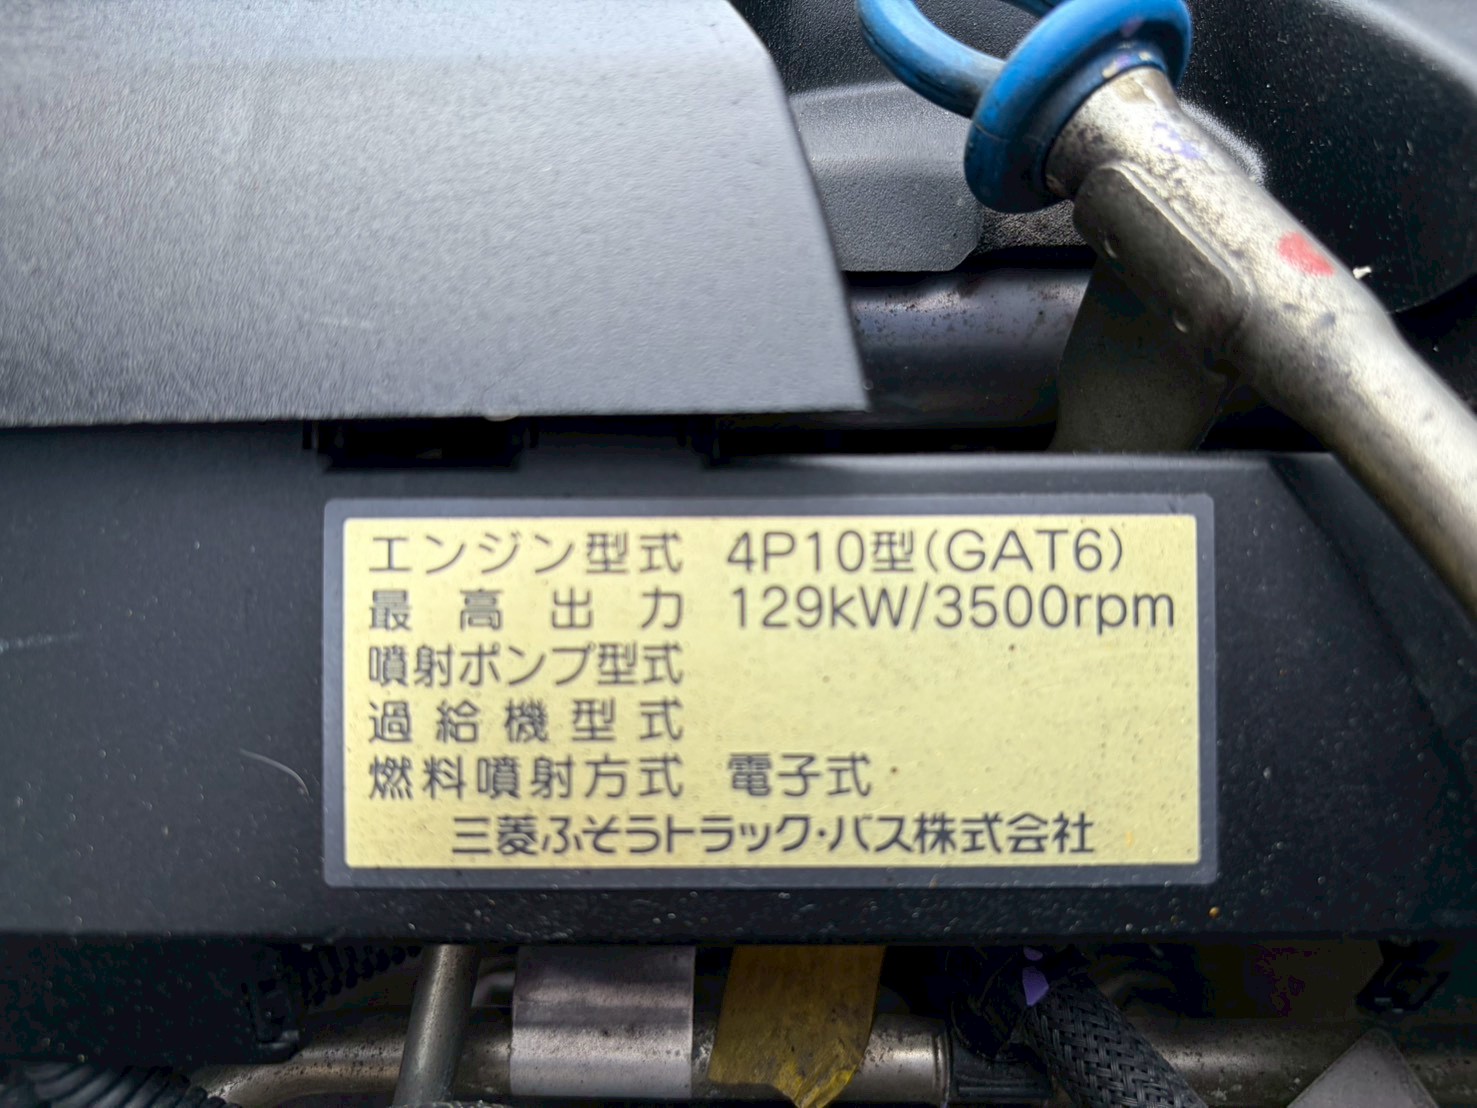 エンジン型式 4P10型(GAT6)
最高出力 129kW/3500rpm
噴射ポンプ型式
過給機型式
燃料噴射方式 電子式
三菱ふそうトラック・バス株式会社